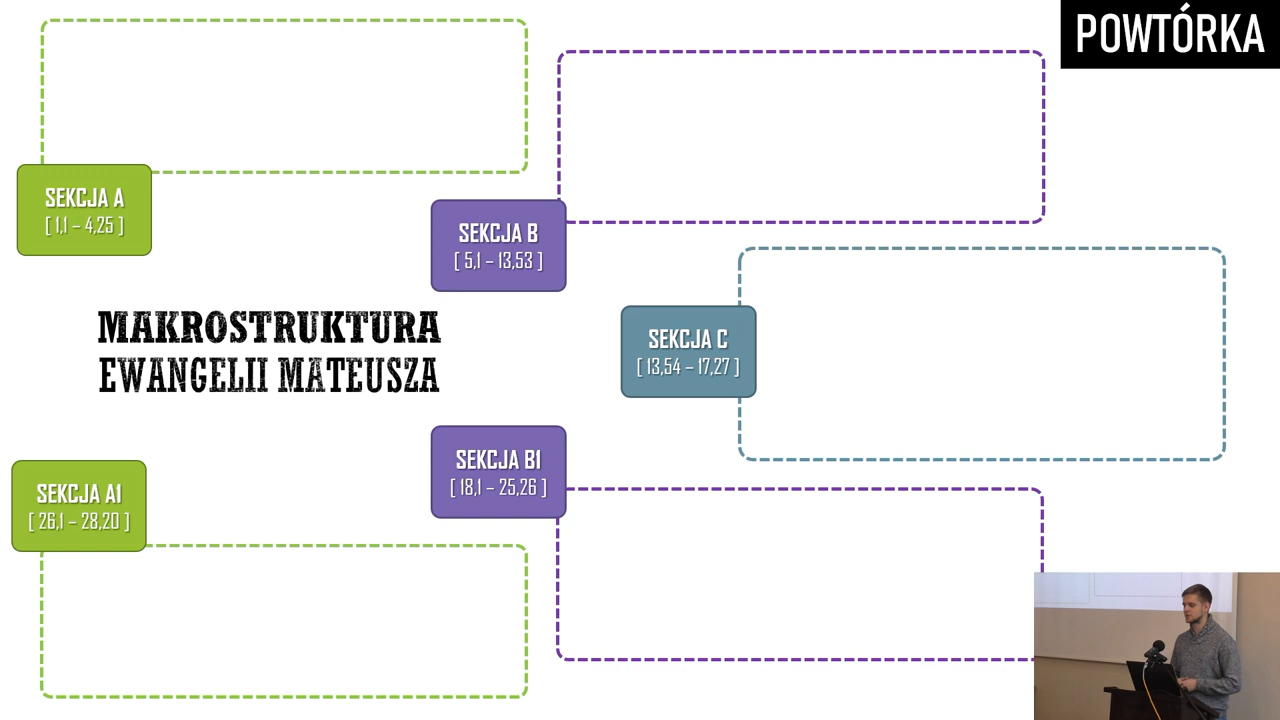 POWTÓRKA
SEKCJA A
[ 1,1 – 4,25 ]
SEKCJA B
[ 5,1 – 13,53 ]
MAKROSTRUKTURA
EWANGELII MATEUSZA
SEKCJA C
[ 13,54 – 17,27 ]
SEKCJA B1
[ 18,1 – 25,26 ]
SEKCJA A1
[ 26,1 – 28,20 ]